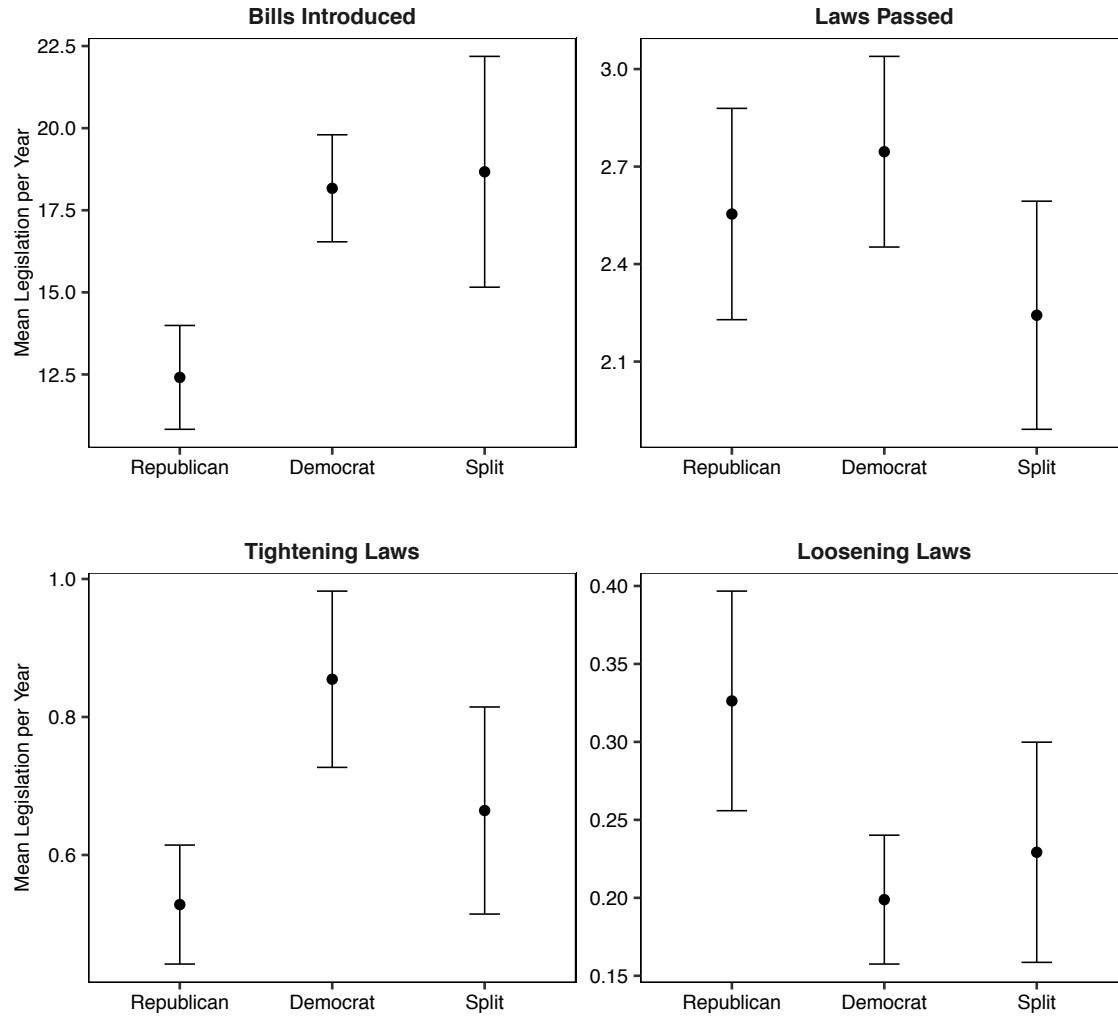 Bills Introduced
Mean Legislation per Year
22.5
20.0
17.5
15.0
12.5
Republican Democrat Split
Laws Passed
3.0
2.7
2.4
2.1
Republican Democrat Split
Tightening Laws
Mean Legislation per Year
1.0
0.8
0.6
Republican Democrat Split
Loosening Laws
0.40
0.35
0.30
0.25
0.20
0.15
Republican Democrat Split